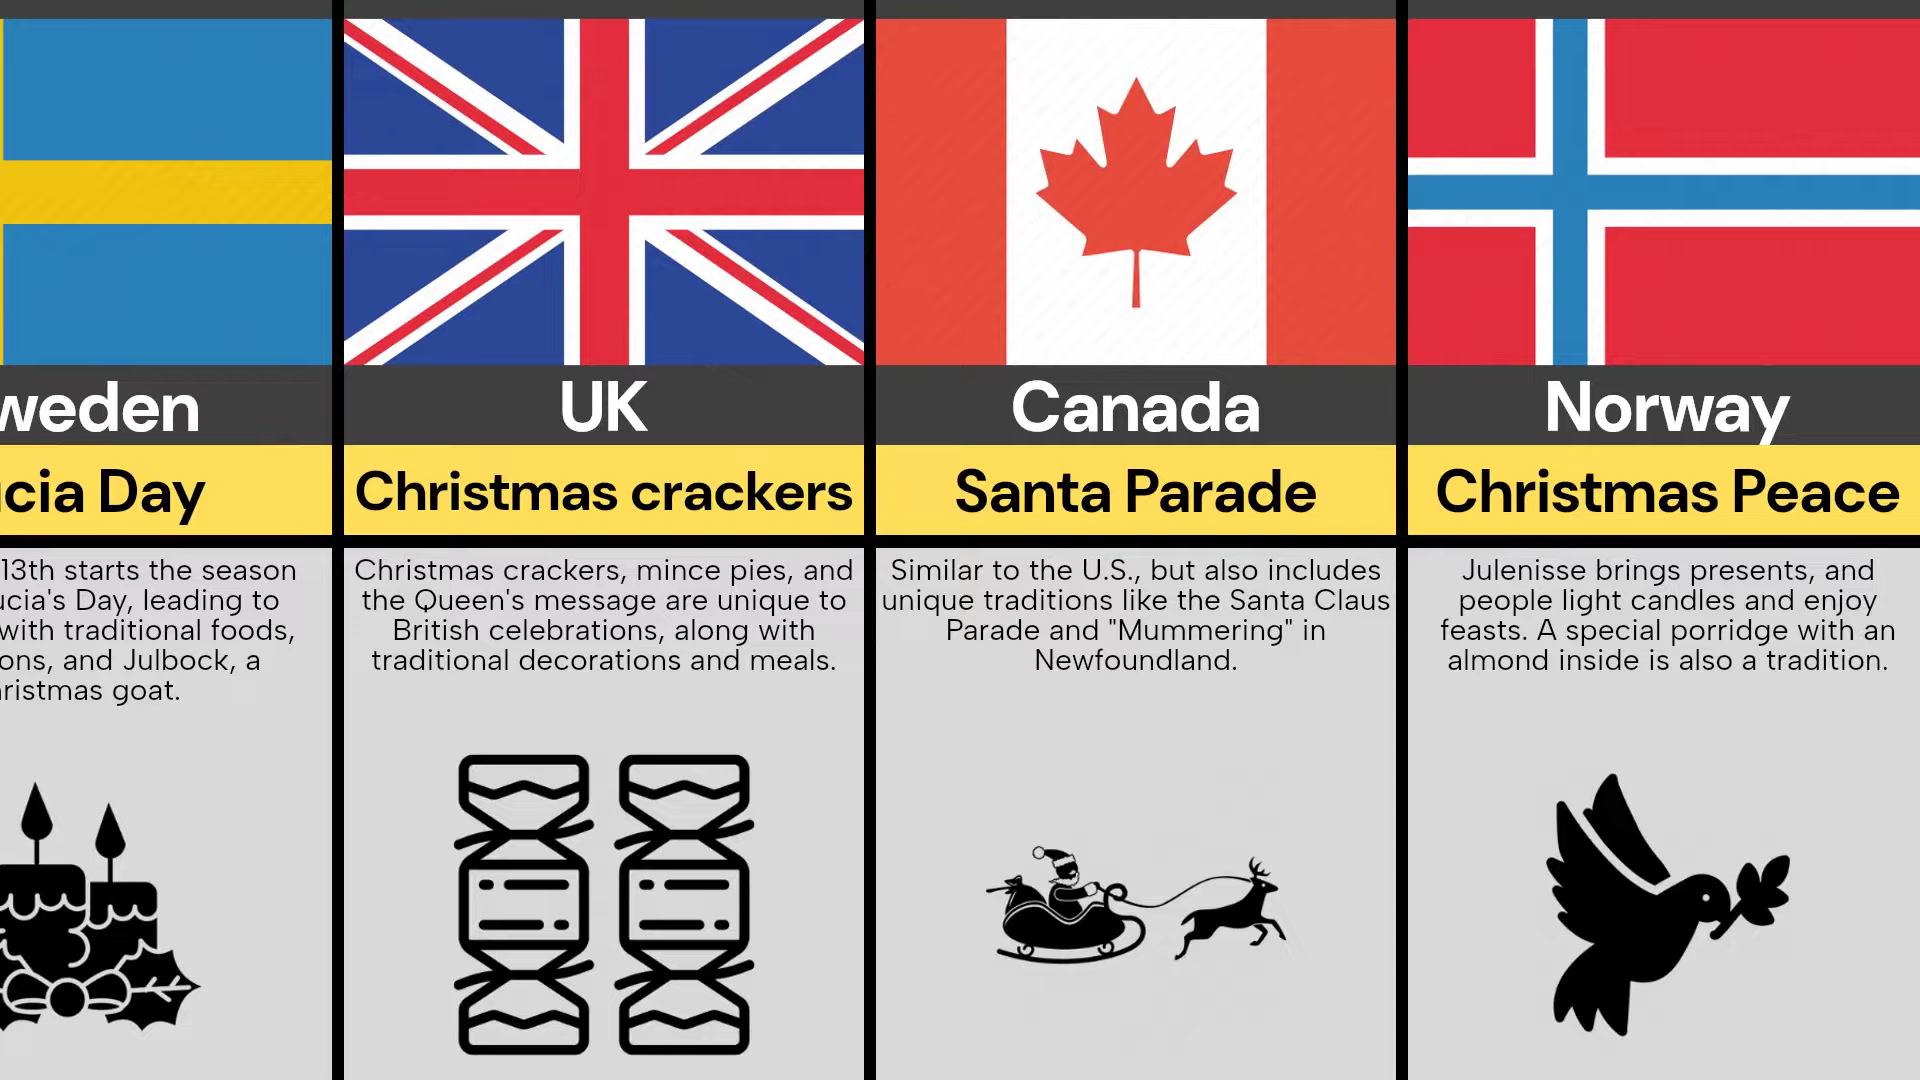 weden
cia Day
13th starts the season
ucia's Day, leading to
with traditional foods,
ons, and Julbock, a
ristmas goat.
UK
Christmas crackers
Christmas crackers, mince pies, and
the Queen's message are unique to
British celebrations, along with
traditional decorations and meals.
Canada
Santa Parade
Similar to the U.S., but also includes
unique traditions like the Santa Claus
Parade and "Mummering" in
Newfoundland.
Norway
Christmas Peace
Julenisse brings presents, and
people light candles and enjoy
feasts. A special porridge with an
almond inside is also a tradition.